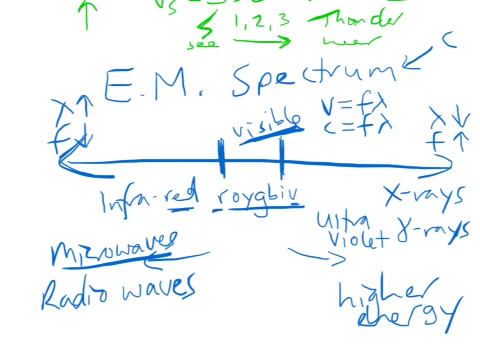 1, 2, 3 Thunder
see hear
E.M. Spectrum c
λ↑ visible v=fλ λ↓
f↓ c=fλ f↑
Infra-red roygbiv X-rays
Ultra
Violet γ-rays
Microwaves
Radio waves
higher
energy